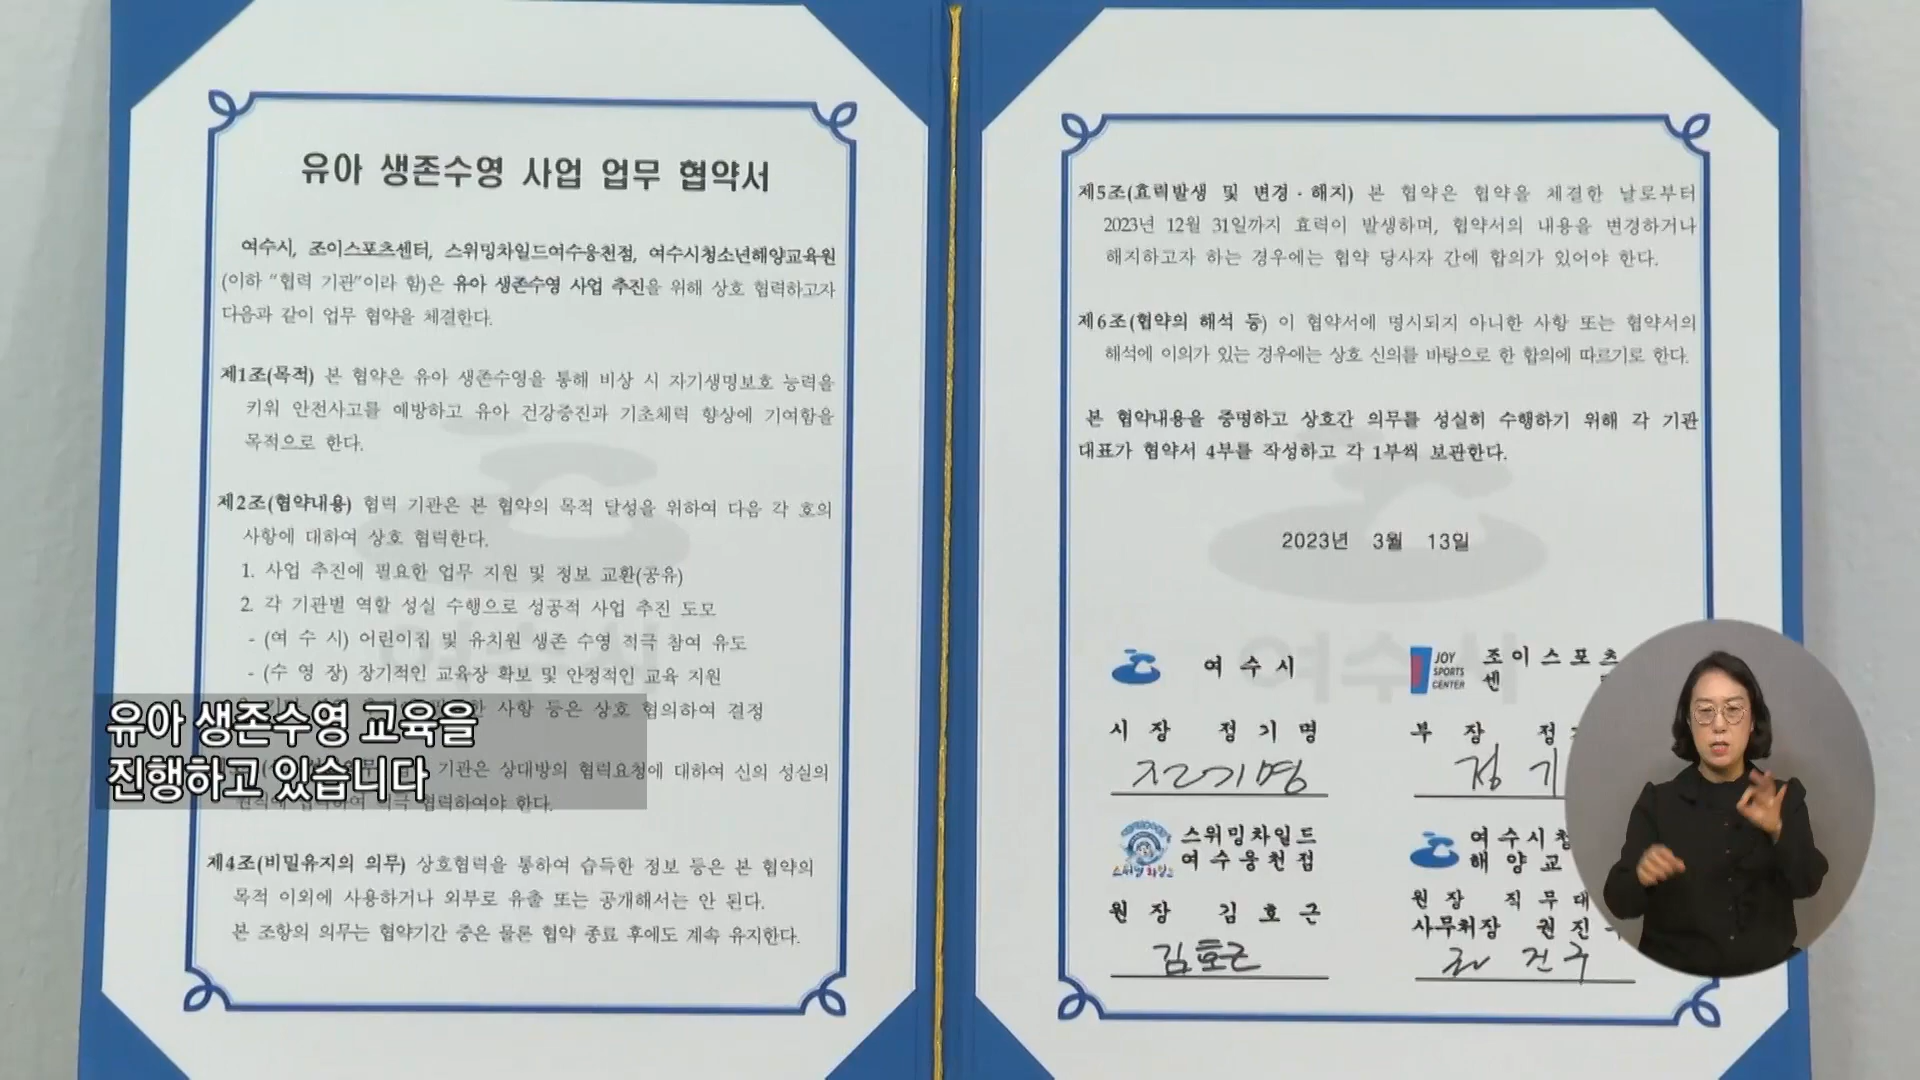 유아 생존수영 사업 업무 협약서
여수시, 조이스포츠센터, 스위밍차일드여수웅천점, 여수시청소년해양교육원
(이하 “협력 기관”이라 함)은 유아 생존수영 사업 추진을 위해 상호 협력하고자
다음과 같이 업무 협약을 체결한다.
제1조(목적) 본 협약은 유아 생존수영을 통해 비상 시 자기생명보호 능력을
키워 안전사고를 예방하고 유아 건강증진과 기초체력 향상에 기여함을
목적으로 한다.
제2조(협약내용) 협력 기관은 본 협약의 목적 달성을 위하여 다음 각 호의
사항에 대하여 상호 협력한다.
1. 사업 추진에 필요한 업무 지원 및 정보 교환(공유)
2. 각 기관별 역할 성실 수행으로 성공적 사업 추진 도모
- (여 수 시) 어린이집 및 유치원 생존 수영 적극 참여 유도
- (수 영 장) 장기적인 교육장 확보 및 안정적인 교육 지원
사항 등은 상호 협의하여 결정
기관은 상대방의 협력요청에 대하여 신의 성실의
협력하여야 한다.
제4조(비밀유지의 의무) 상호협력을 통하여 습득한 정보 등은 본 협약의
목적 이외에 사용하거나 외부로 유출 또는 공개해서는 안 된다.
본 조항의 의무는 협약기간 중은 물론 협약 종료 후에도 계속 유지한다.
유아 생존수영 교육을
진행하고 있습니다
제5조(효력발생 및 변경·해지) 본 협약은 협약을 체결한 날로부터
2023년 12월 31일까지 효력이 발생하며, 협약서의 내용을 변경하거나
해지하고자 하는 경우에는 협약 당사자 간에 합의가 있어야 한다.
제6조(협약의 해석 등) 이 협약서에 명시되지 아니한 사항 또는 협약서의
해석에 이의가 있는 경우에는 상호 신의를 바탕으로 한 합의에 따르기로 한다.
본 협약내용을 증명하고 상호간 의무를 성실히 수행하기 위해 각 기관
대표가 협약서 4부를 작성하고 각 1부씩 보관한다.
2023년 3월 13일
여수시
시장 정기명
정기명
JOY
SPORTS
CENTER
조이스포츠
센
부장 정
정기
스위밍차일드
여수웅천점
원장 김호근
김호근
여수시청
해양교
원장 직무대
사무처장 권진
권진구